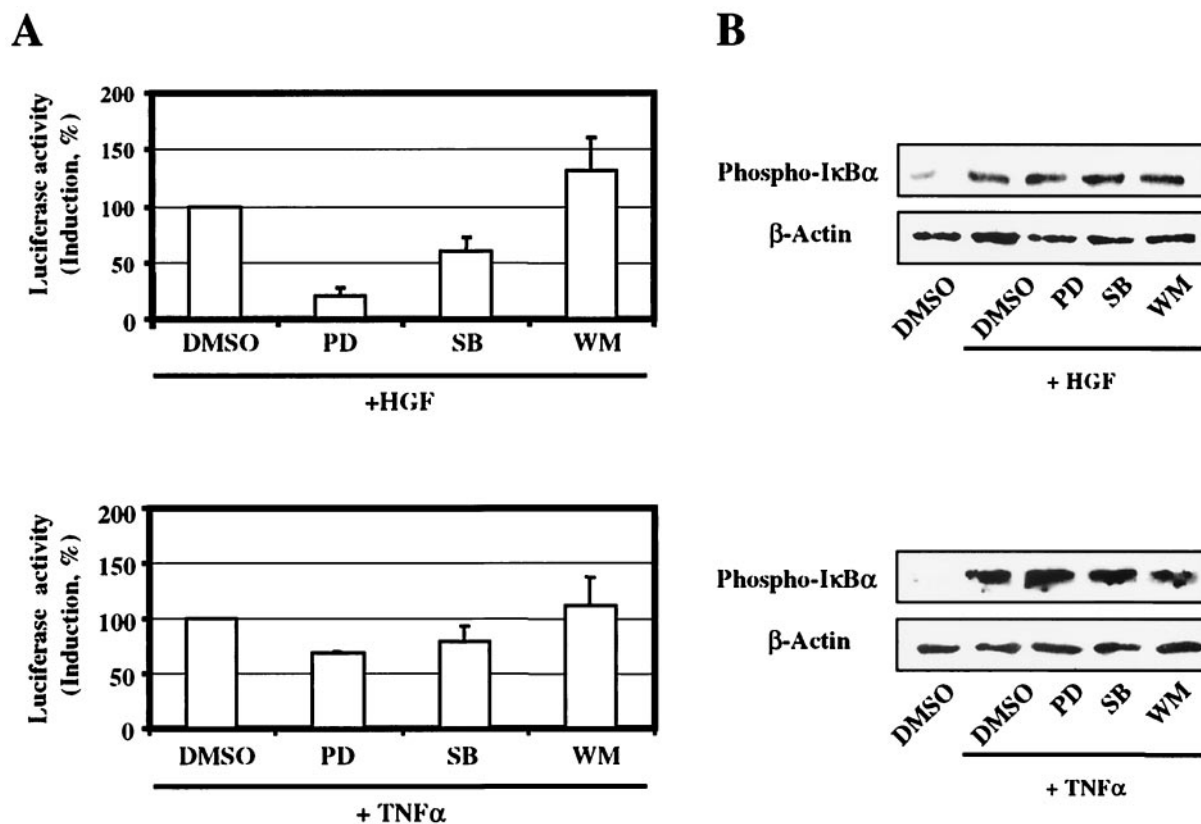 A
Luciferase activity
(Induction, %)
200
150
100
50
0
DMSO PD SB WM
+HGF
Luciferase activity
(Induction, %)
200
150
100
50
0
DMSO PD SB WM
+ TNFα
B
Phospho-IκBα
β-Actin
DMSO DMSO PD SB WM
+ HGF
Phospho-IκBα
β-Actin
DMSO DMSO PD SB WM
+ TNFα